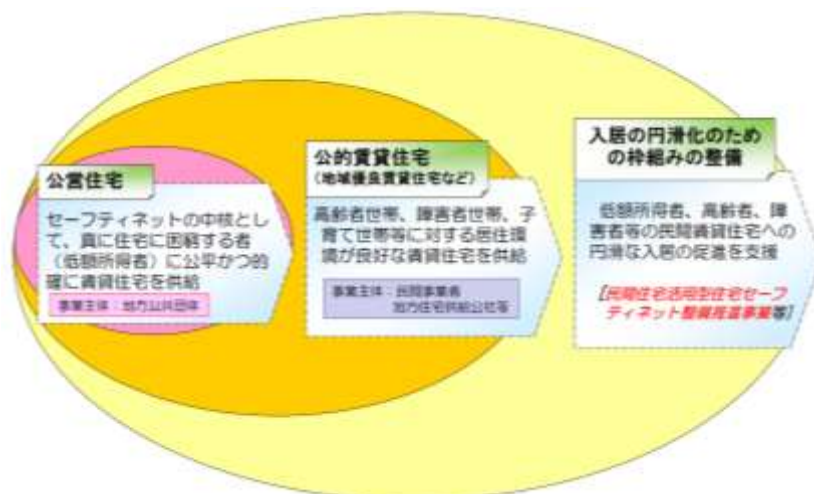 公営住宅
セーフティネットの中核とし
て、真に住宅に困窮する者
（低額所得者）に公平かつ的
確に賃貸住宅を供給
事業主体：地方公共団体
公的賃貸住宅
（地域優良賃貸住宅など）
高齢者世帯、障害者世帯、子
育て世帯等に対する居住環
境が良好な賃貸住宅を供給
事業主体：民間事業者
地方住宅供給公社等
入居の円滑化のため
の枠組みの整備
低額所得者、高齢者、障
害者等の民間賃貸住宅への
円滑な入居の促進を支援
[民間住宅活用型住宅セーフ
ティネット整備推進事業等]